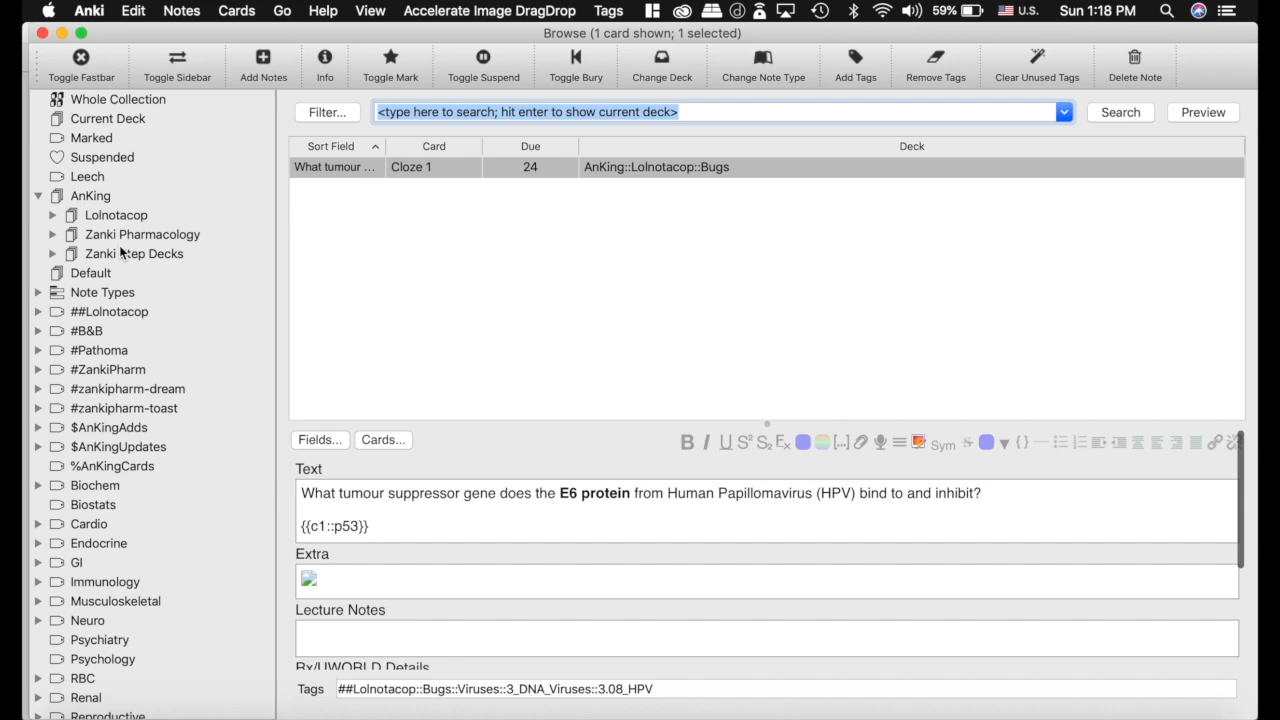 Anki Edit Notes Cards Go Help View Accelerate Image DragDrop Tags 59% U.S. Sun 1:18 PM
Browse (1 card shown; 1 selected)
Toggle Fastbar Toggle Sidebar Add Notes Info Toggle Mark Toggle Suspend Toggle Bury Change Deck Change Note Type Add Tags Remove Tags Clear Unused Tags Delete Note
Whole Collection
Current Deck
Marked
Suspended
Leech
AnKing
Lolnotacop
Zanki Pharmacology
Zanki Step Decks
Default
Note Types
##Lolnotacop
#B&B
#Pathoma
#ZankiPharm
#zankipharm-dream
#zankipharm-toast
$AnKingAdds
$AnKingUpdates
%AnKingCards
Biochem
Biostats
Cardio
Endocrine
GI
Immunology
Musculoskeletal
Neuro
Psychiatry
Psychology
RBC
Renal
Reproductive
Filter... <type here to search; hit enter to show current deck> Search Preview
Sort Field Card Due Deck
What tumour ... Cloze 1 24 AnKing::Lolnotacop::Bugs
Fields... Cards... B I U S² S₂ Ex [...] Sym S {}
Text
What tumour suppressor gene does the E6 protein from Human Papillomavirus (HPV) bind to and inhibit?
{{c1::p53}}
Extra
Lecture Notes
Rx/UWORLD Details
Tags ##Lolnotacop::Bugs::Viruses::3_DNA_Viruses::3.08_HPV